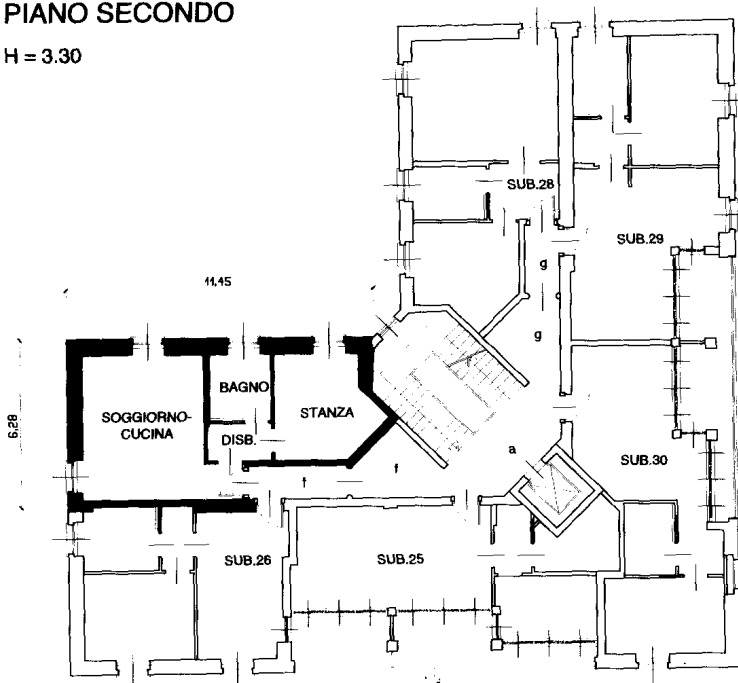 PIANO SECONDO
H = 3.30
SUB.28
SUB.29
g
11,45
g
6,28
BAGNO
SOGGIORNO-
CUCINA
STANZA
DISB.
a
SUB.30
f
f
SUB.26
SUB.25